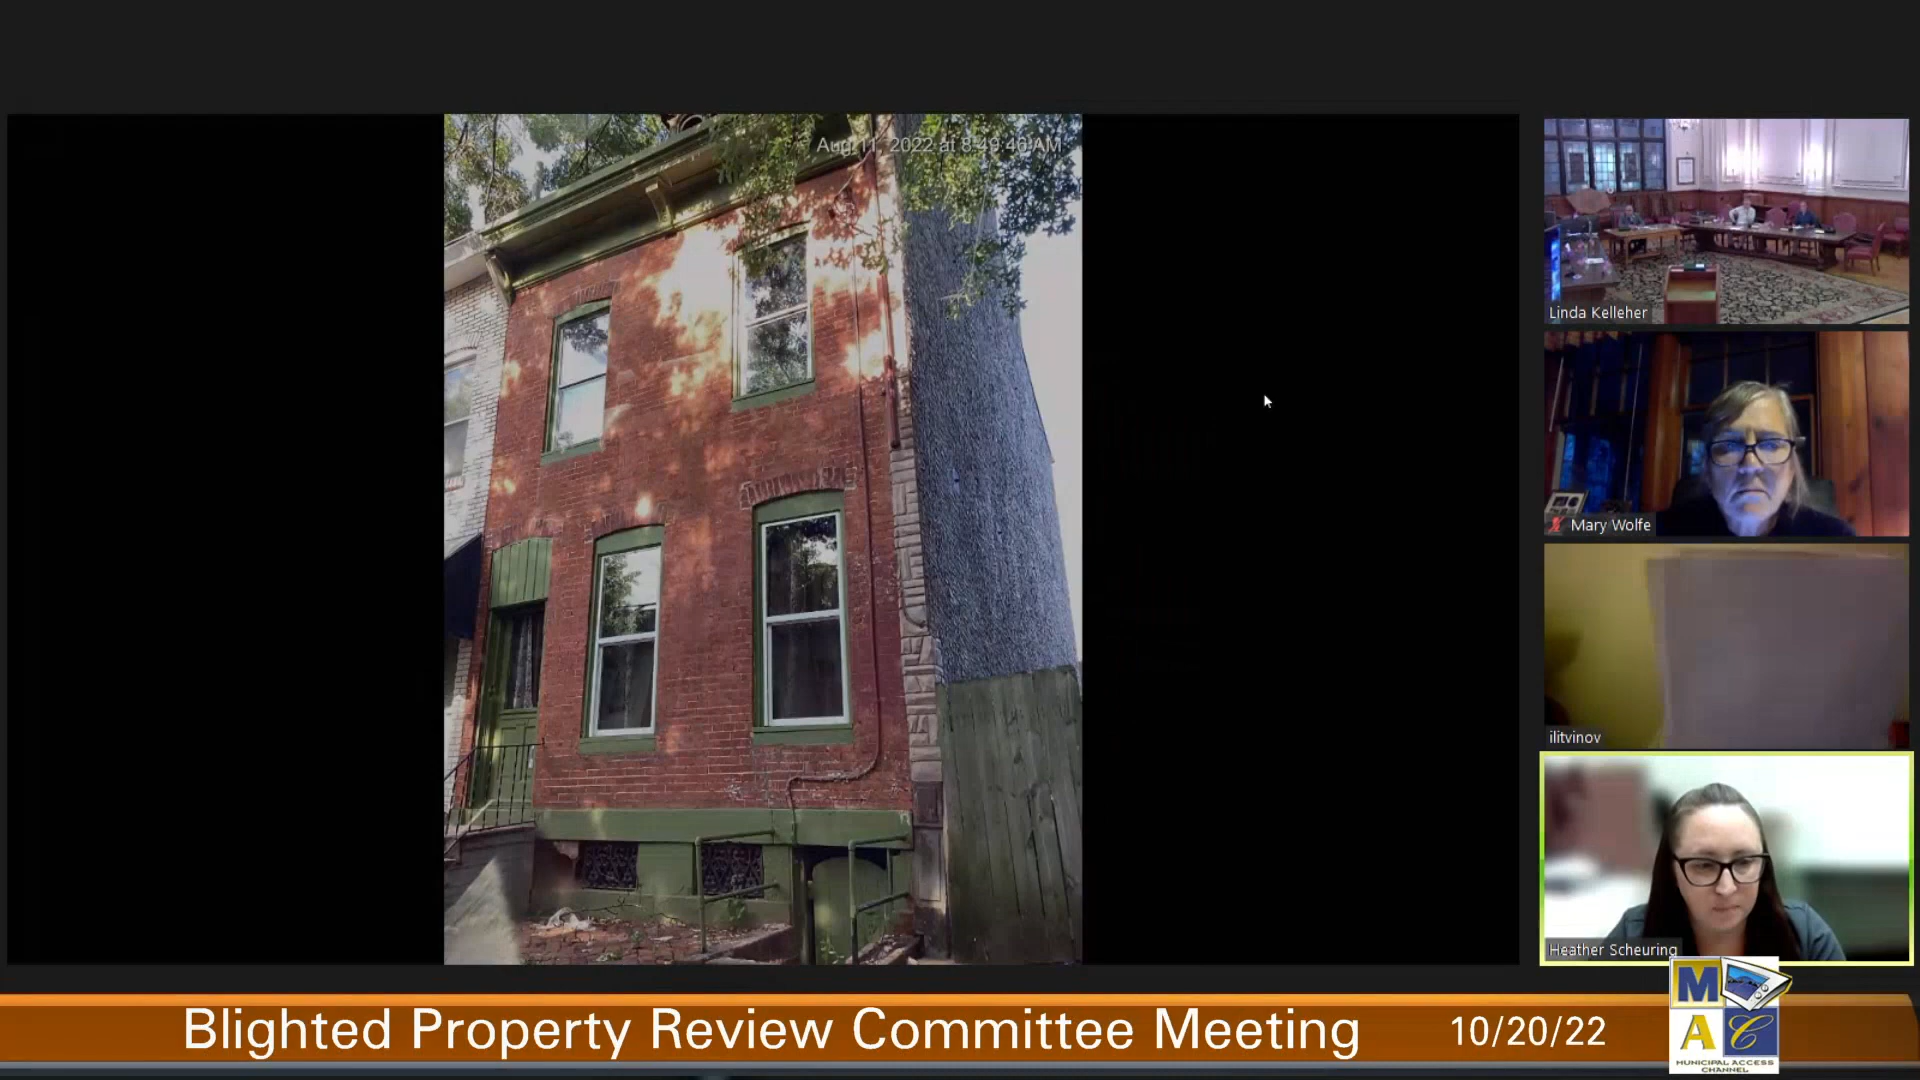 Aug 11, 2022 at 8:49:46 AM
Linda Kelleher
Mary Wolfe
ilitvinov
Heather Scheuring
Blighted Property Review Committee Meeting
10/20/22
M
A C
MUNICIPAL ACCESS
CHANNEL